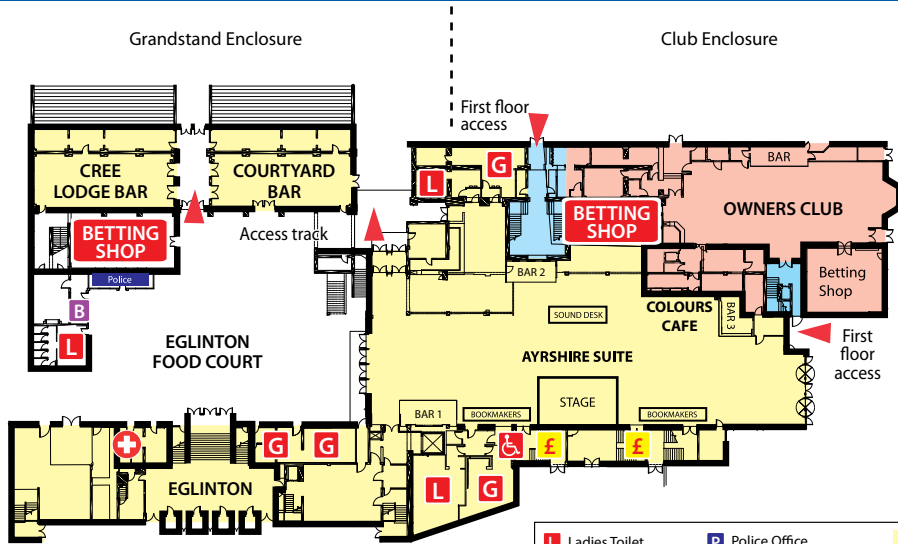 Grandstand Enclosure
Club Enclosure
First floor
access
CREE
LODGE BAR
COURTYARD
BAR
L
G
BAR
OWNERS CLUB
BETTING
SHOP
BETTING
SHOP
Access track
Police
B
L
BAR 2
Betting
Shop
SOUND DESK
COLOURS
CAFE
BAR 3
EGLINTON
FOOD COURT
AYRSHIRE SUITE
First
floor
access
STAGE
BAR 1
BOOKMAKERS
BOOKMAKERS
G
G
£
£
EGLINTON
L
G
L Ladies Toilet
P Police Office